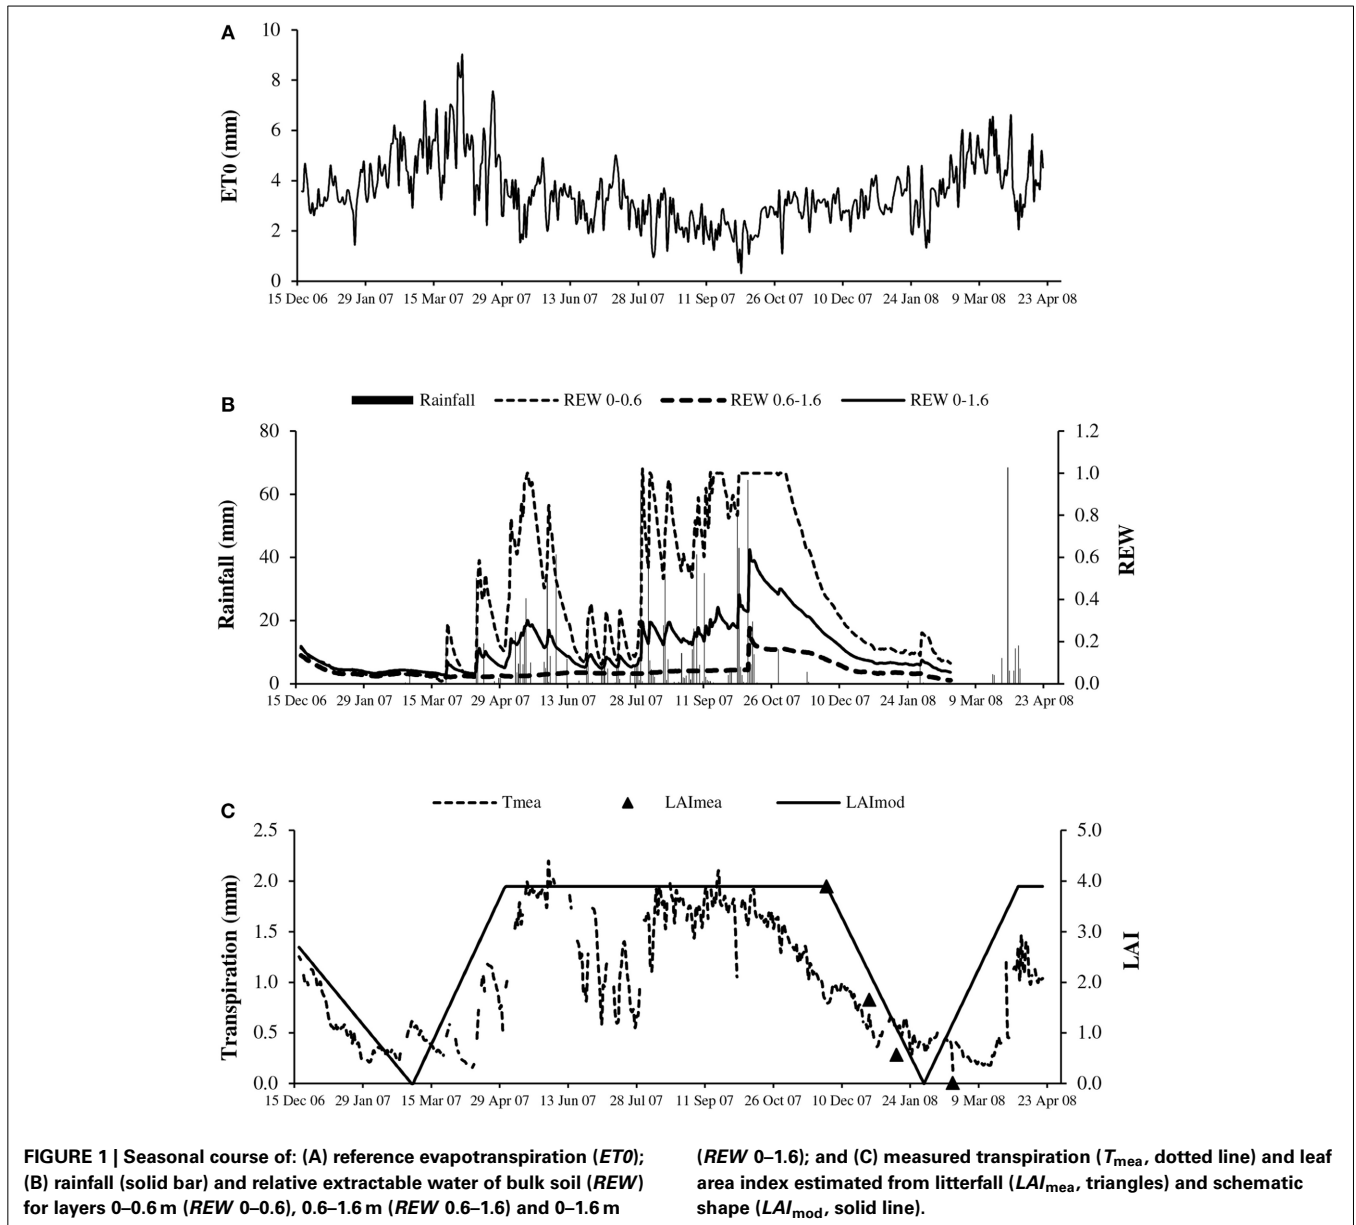 A
10
8
6
4
2
0
ET0 (mm)
15 Dec 06 29 Jan 07 15 Mar 07 29 Apr 07 13 Jun 07 28 Jul 07 11 Sep 07 26 Oct 07 10 Dec 07 24 Jan 08 9 Mar 08 23 Apr 08
B
Rainfall REW 0-0.6 REW 0.6-1.6 REW 0-1.6
80
60
40
20
0
Rainfall (mm)
1.2
1.0
0.8
0.6
0.4
0.2
0.0
REW
15 Dec 06 29 Jan 07 15 Mar 07 29 Apr 07 13 Jun 07 28 Jul 07 11 Sep 07 26 Oct 07 10 Dec 07 24 Jan 08 9 Mar 08 23 Apr 08
C
Tmea LAImea LAImod
2.5
2.0
1.5
1.0
0.5
0.0
Transpiration (mm)
5.0
4.0
3.0
2.0
1.0
0.0
LAI
15 Dec 06 29 Jan 07 15 Mar 07 29 Apr 07 13 Jun 07 28 Jul 07 11 Sep 07 26 Oct 07 10 Dec 07 24 Jan 08 9 Mar 08 23 Apr 08
FIGURE 1 | Seasonal course of: (A) reference evapotranspiration (ET0);
(B) rainfall (solid bar) and relative extractable water of bulk soil (REW)
for layers 0–0.6 m (REW 0–0.6), 0.6–1.6 m (REW 0.6–1.6) and 0–1.6 m
(REW 0–1.6); and (C) measured transpiration (Tmea, dotted line) and leaf
area index estimated from litterfall (LAImea, triangles) and schematic
shape (LAImod, solid line).